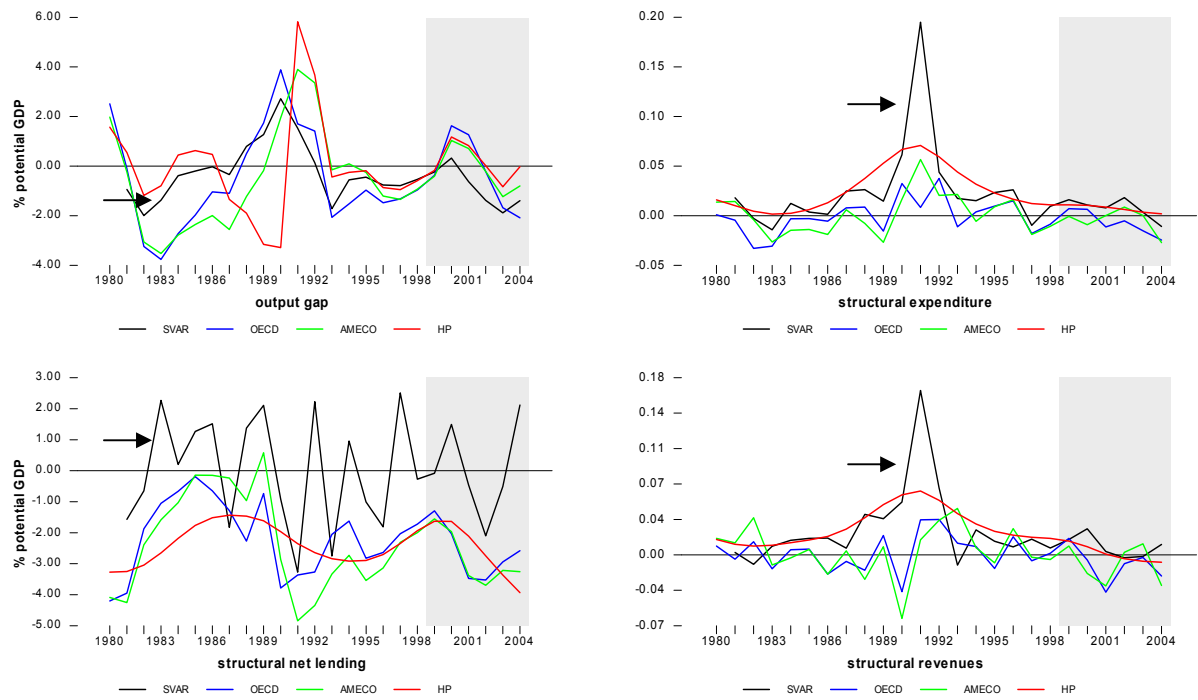 6.00
4.00
2.00
0.00
-2.00
-4.00
% potential GDP
1980 1983 1986 1989 1992 1995 1998 2001 2004
output gap
SVAR OECD AMECO HP
0.20
0.15
0.10
0.05
0.00
-0.05
1980 1983 1986 1989 1992 1995 1998 2001 2004
structural expenditure
SVAR OECD AMECO HP
3.00
2.00
1.00
0.00
-1.00
-2.00
-3.00
-4.00
-5.00
% potential GDP
1980 1983 1986 1989 1992 1995 1998 2001 2004
structural net lending
SVAR OECD AMECO HP
0.18
0.14
0.11
0.07
0.04
0.00
-0.04
-0.07
1980 1983 1986 1989 1992 1995 1998 2001 2004
structural revenues
SVAR OECD AMECO HP